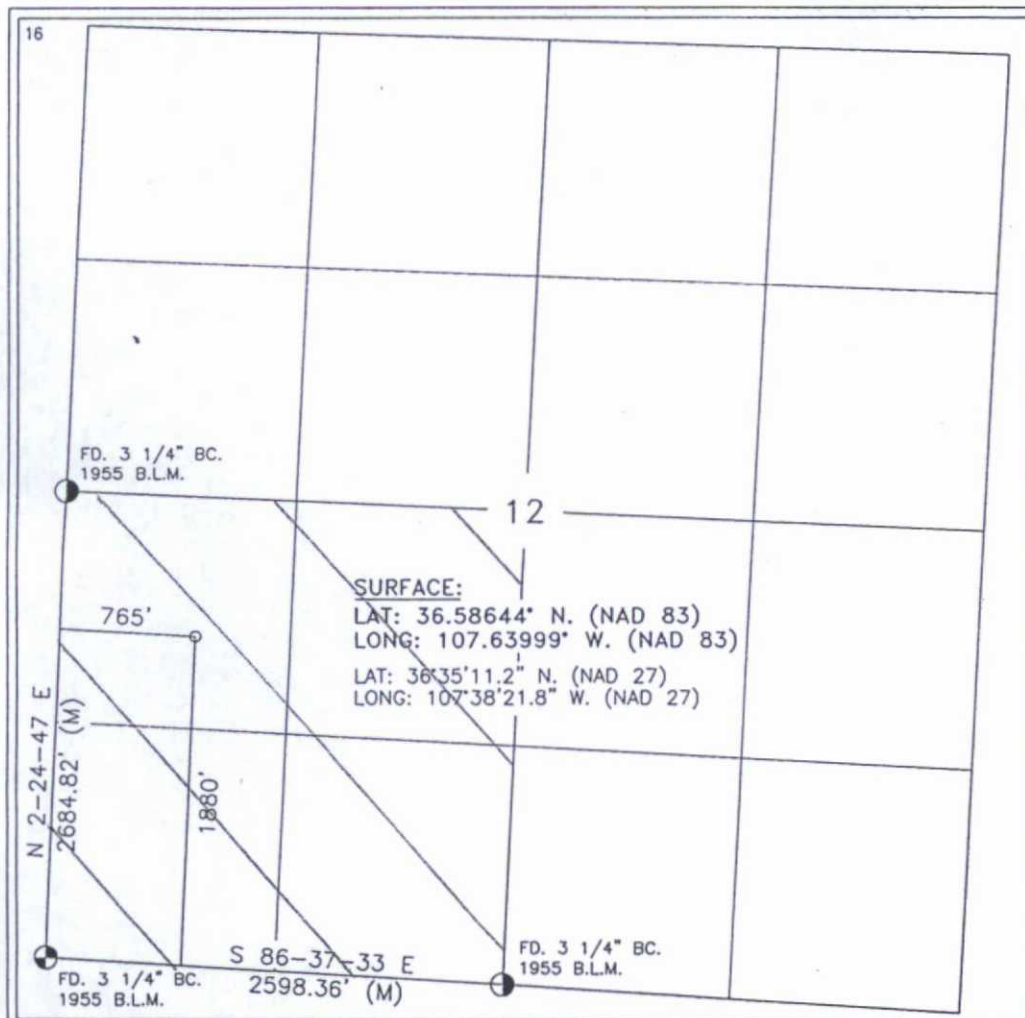 16
FD. 3 1/4" BC.
1955 B.L.M.
12
SURFACE:
LAT: 36.58644° N. (NAD 83)
LONG: 107.63999° W. (NAD 83)
LAT: 36°35'11.2" N. (NAD 27)
LONG: 107°38'21.8" W. (NAD 27)
765'
1880'
N 2-24-47 E
2684.82' (M)
S 86-37-33 E
2598.36' (M)
FD. 3 1/4" BC.
1955 B.L.M.
FD. 3 1/4" BC.
1955 B.L.M.